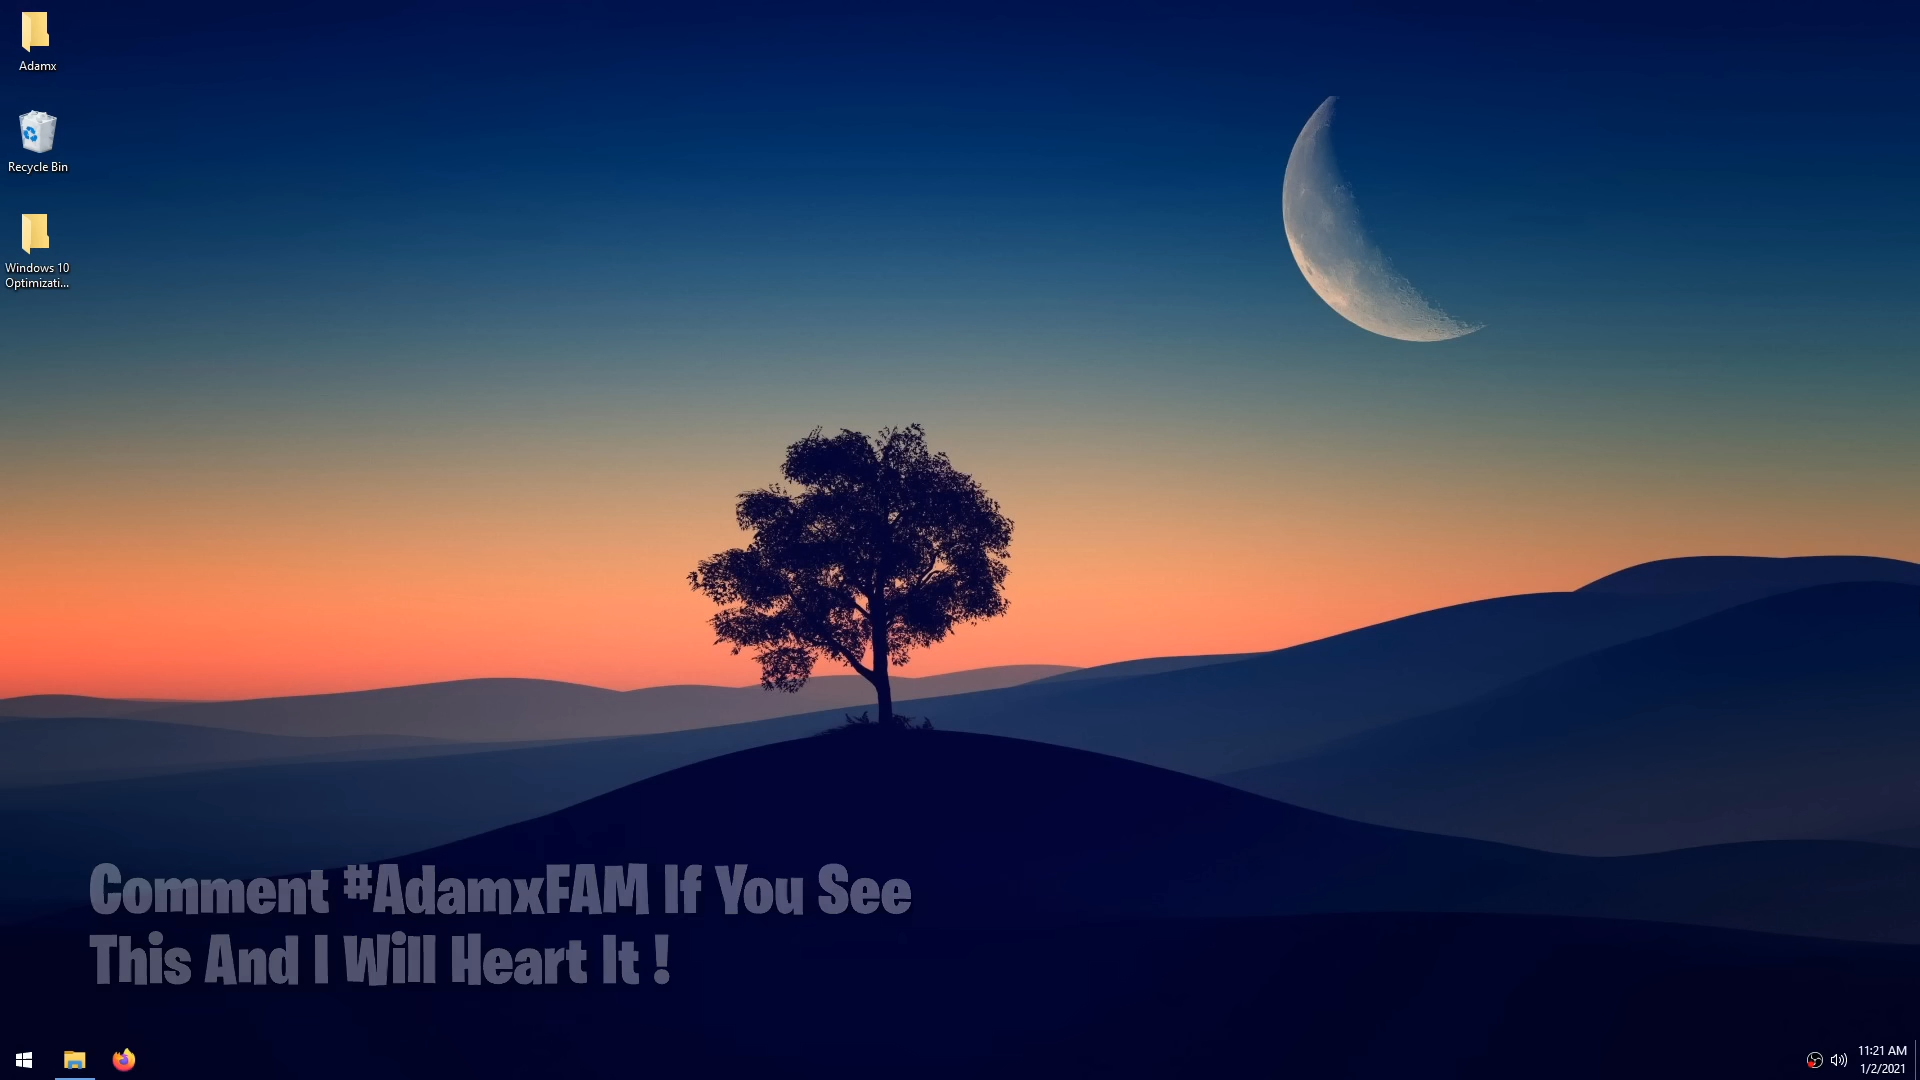 Adamx
Recycle Bin
Windows 10
Optimizati...
Comment #AdamxFAM If You See
This And I Will Heart It !
11:21 AM
1/2/2021